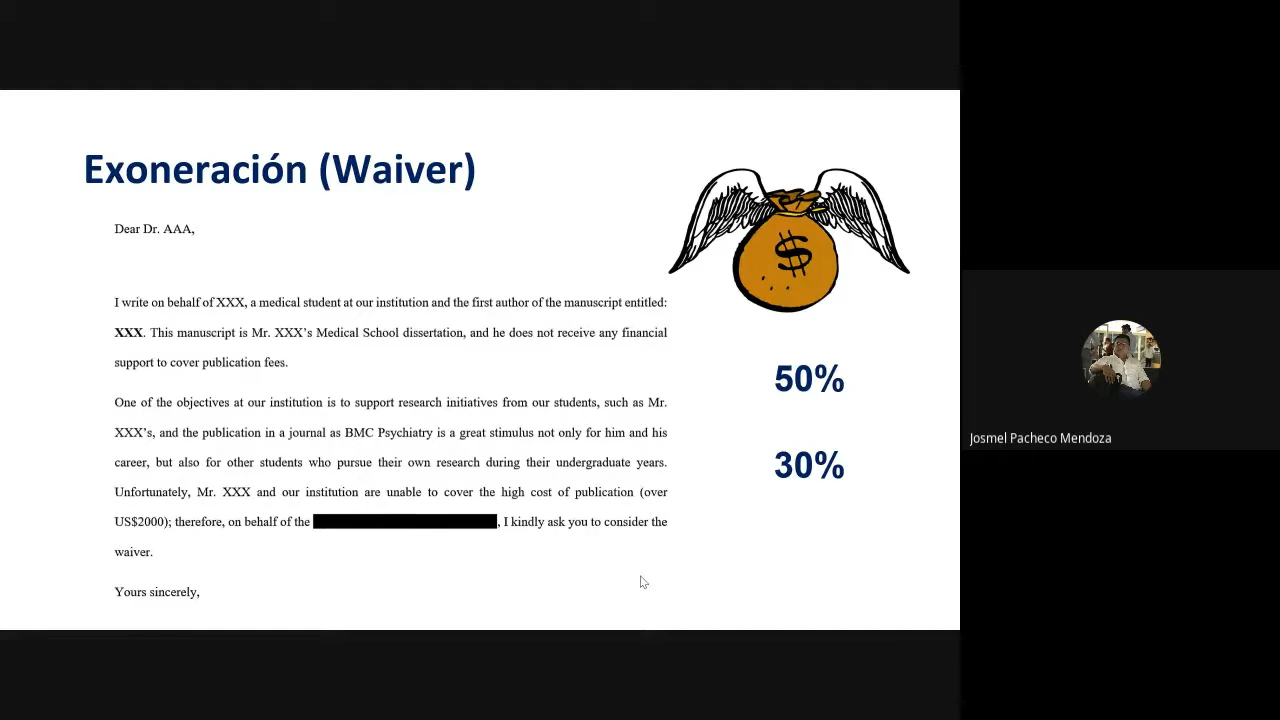 Exoneración (Waiver)
Dear Dr. AAA,
I write on behalf of XXX, a medical student at our institution and the first author of the manuscript entitled:
XXX. This manuscript is Mr. XXX's Medical School dissertation, and he does not receive any financial
support to cover publication fees.
One of the objectives at our institution is to support research initiatives from our students, such as Mr.
XXX's, and the publication in a journal as BMC Psychiatry is a great stimulus not only for him and his
career, but also for other students who pursue their own research during their undergraduate years.
Unfortunately, Mr. XXX and our institution are unable to cover the high cost of publication (over
US$2000); therefore, on behalf of the , I kindly ask you to consider the
waiver.
Yours sincerely,
$
50%
30%
Josmel Pacheco Mendoza